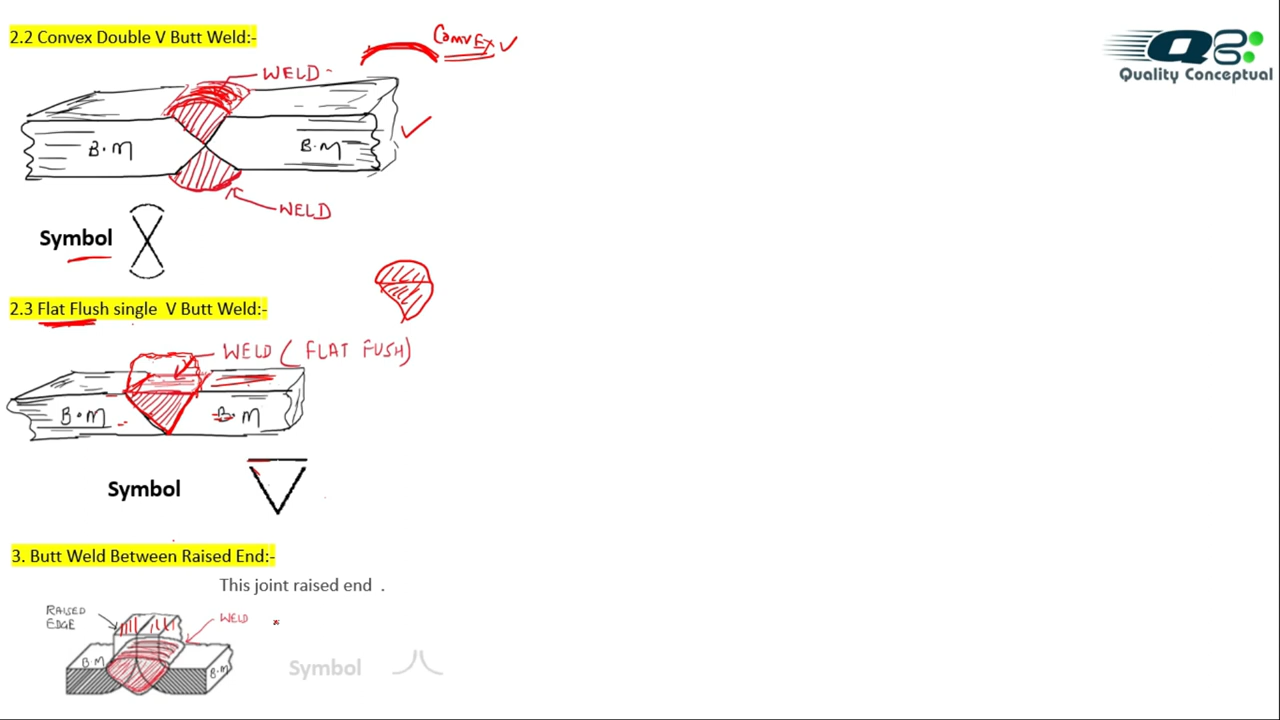 2.2 Convex Double V Butt Weld:-
ConvEx
Quality Conceptual
WELD
B.M
B.M
WELD
Symbol
2.3 Flat Flush single V Butt Weld:-
WELD ( FLAT FUSH)
B.M
B.M
Symbol
3. Butt Weld Between Raised End:-
This joint raised end .
RAISED
EDGE
WELD
B M
B.M
Symbol